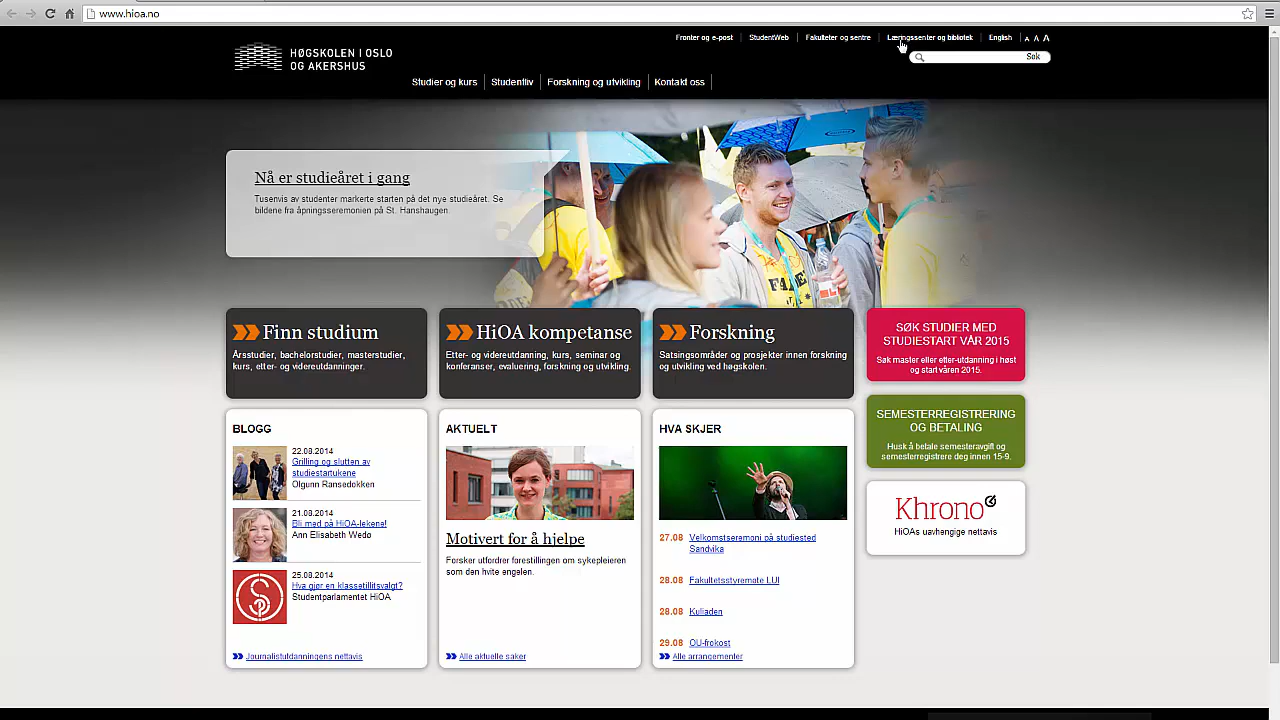 www.hioa.no
Fronter og e-post
StudentWeb
Fakulteter og sentre
Læringssenter og bibliotek
English
A A A
HØGSKOLEN I OSLO
OG AKERSHUS
Søk
Studier og kurs
Studentliv
Forskning og utvikling
Kontakt oss
Nå er studieåret i gang
Tusenvis av studenter markerte starten på det nye studieåret. Se
bildene fra åpningsseremonien på St. Hanshaugen.
Finn studium
Årsstudier, bachelorstudier, masterstudier,
kurs, etter- og videreutdanninger.
HiOA kompetanse
Etter- og videreutdanning, kurs, seminar og
konferanser, evaluering, forskning og utvikling.
Forskning
Satsingsområder og prosjekter innen forskning
og utvikling ved høgskolen.
SØK STUDIER MED
STUDIESTART VÅR 2015
Søk master eller etter-utdanning i høst
og start våren 2015.
SEMESTERREGISTRERING
OG BETALING
Husk å betale semesteravgift og
semesterregistrere deg innen 15-9.
Khrono
HiOAs uavhengige nettavis
BLOGG
22.08.2014
Grilling og slutten av
studiestartukene
Olgunn Ransedokken
21.08.2014
Bli med på HiOA-lekene!
Ann Elisabeth Wedø
25.08.2014
Hva gjør en klassetillitsvalgt?
Studentparlamentet HiOA
Journalistutdanningens nettavis
AKTUELT
Motivert for å hjelpe
Forsker utfordrer forestillingen om sykepleieren
som den hvite engelen.
Alle aktuelle saker
HVA SKJER
27.08 Velkomstseremoni på studiested
Sandvika
28.08 Fakultetsstyremøte LUI
28.08 Kuliaden
29.08 OU-frokost
Alle arrangementer